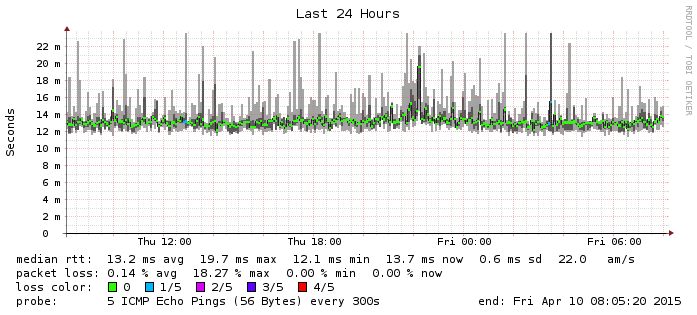 Last 24 Hours
RRDTOOL / TOBI OETIKER
Seconds
22 m
20 m
18 m
16 m
14 m
12 m
10 m
8 m
6 m
4 m
2 m
0
Thu 12:00 Thu 18:00 Fri 00:00 Fri 06:00
median rtt: 13.2 ms avg 19.7 ms max 12.1 ms min 13.7 ms now 0.6 ms sd 22.0 am/s
packet loss: 0.14 % avg 18.27 % max 0.00 % min 0.00 % now
loss color: 0 1/5 2/5 3/5 4/5
probe: 5 ICMP Echo Pings (56 Bytes) every 300s end: Fri Apr 10 08:05:20 2015